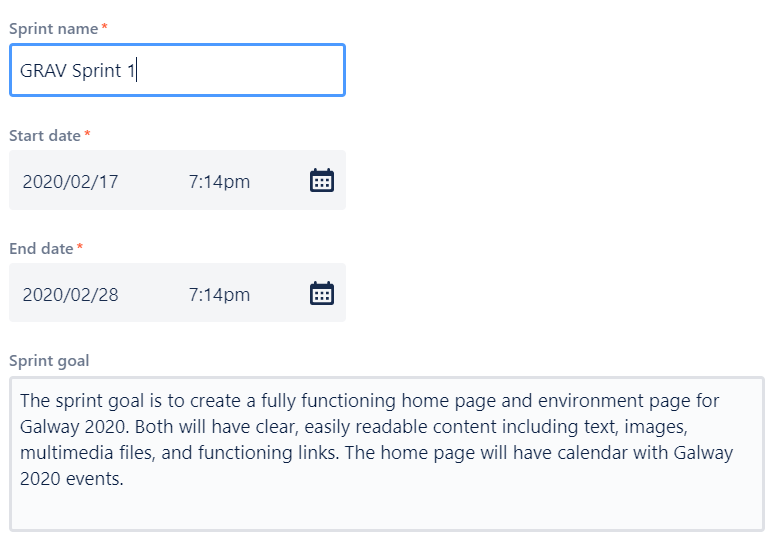 Sprint name*
GRAV Sprint 1
Start date*
2020/02/17 7:14pm
End date*
2020/02/28 7:14pm
Sprint goal
The sprint goal is to create a fully functioning home page and environment page for
Galway 2020. Both will have clear, easily readable content including text, images,
multimedia files, and functioning links. The home page will have calendar with Galway
2020 events.